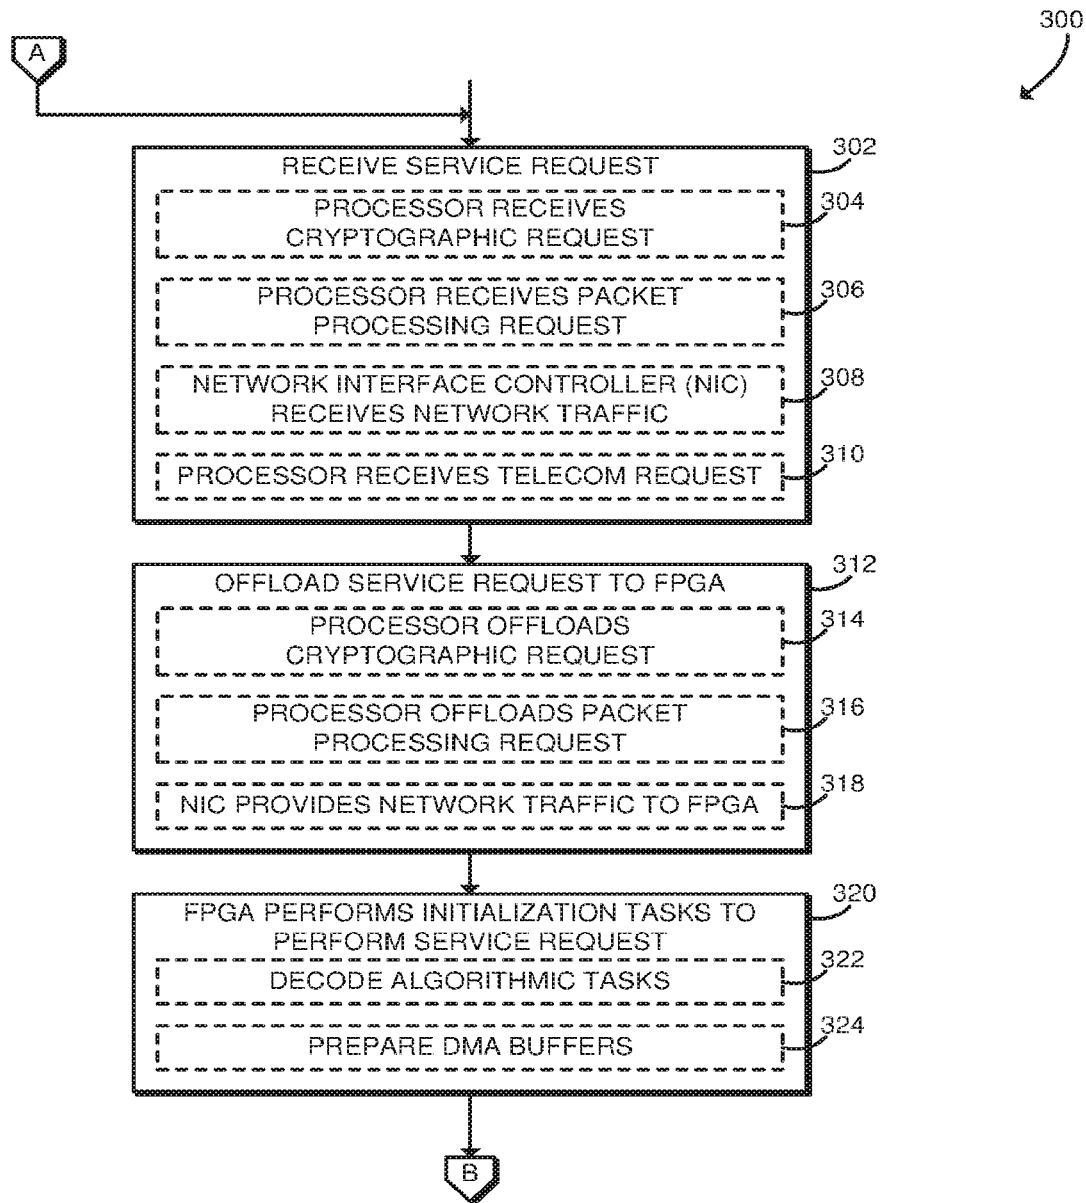 300
A
302
RECEIVE SERVICE REQUEST
304
PROCESSOR RECEIVES
CRYPTOGRAPHIC REQUEST
306
PROCESSOR RECEIVES PACKET
PROCESSING REQUEST
308
NETWORK INTERFACE CONTROLLER (NIC)
RECEIVES NETWORK TRAFFIC
310
PROCESSOR RECEIVES TELECOM REQUEST
312
OFFLOAD SERVICE REQUEST TO FPGA
314
PROCESSOR OFFLOADS
CRYPTOGRAPHIC REQUEST
316
PROCESSOR OFFLOADS PACKET
PROCESSING REQUEST
318
NIC PROVIDES NETWORK TRAFFIC TO FPGA
320
FPGA PERFORMS INITIALIZATION TASKS TO
PERFORM SERVICE REQUEST
322
DECODE ALGORITHMIC TASKS
324
PREPARE DMA BUFFERS
B